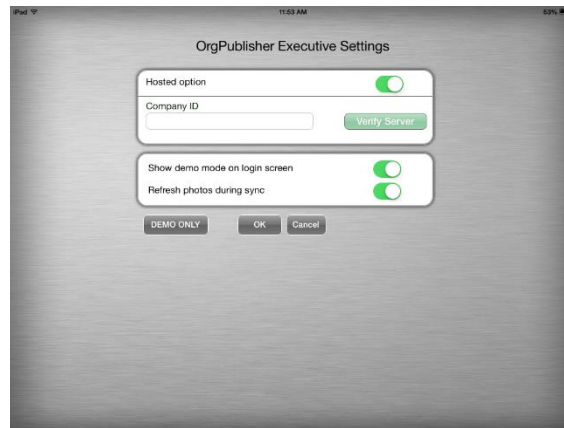 iPad 11:53 AM 53%
OrgPublisher Executive Settings
Hosted option
Company ID
Verify Server
Show demo mode on login screen
Refresh photos during sync
DEMO ONLY OK Cancel